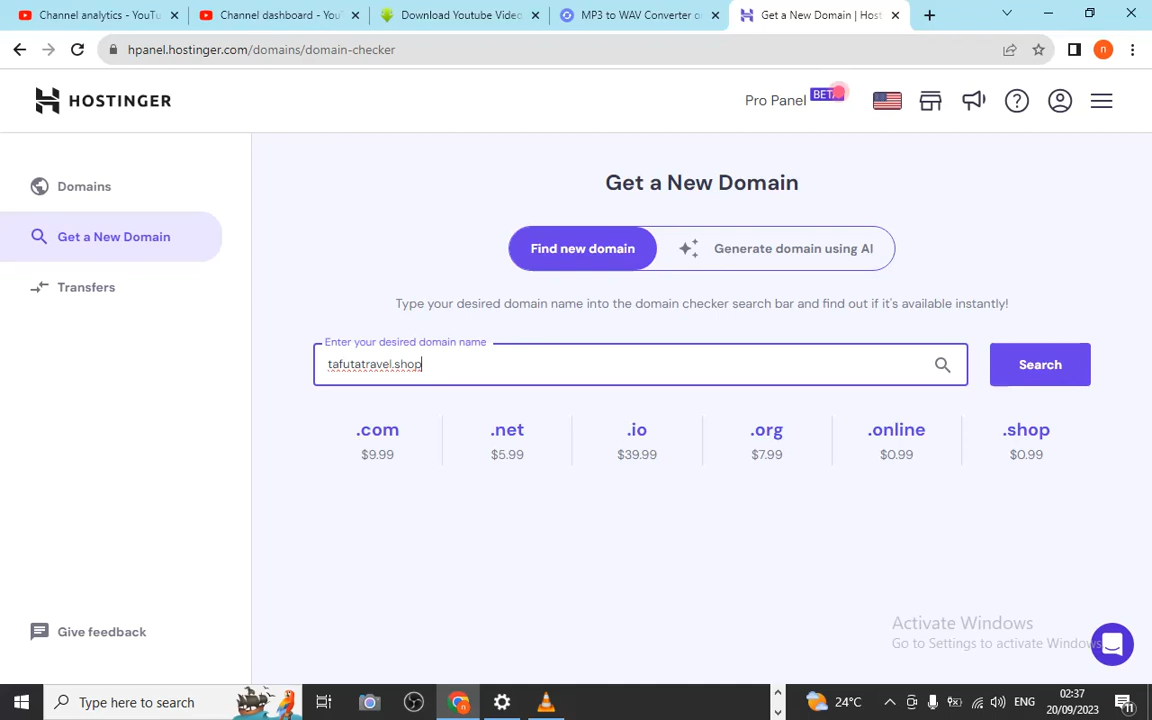 Channel analytics - YouTu
Channel dashboard - YouT
Download Youtube Video
MP3 to WAV Converter o
Get a New Domain | Host
hpanel.hostinger.com/domains/domain-checker
n
HOSTINGER
Pro Panel BETA
Domains
Get a New Domain
Transfers
Give feedback
Get a New Domain
Find new domain
Generate domain using AI
Type your desired domain name into the domain checker search bar and find out if it's available instantly!
Enter your desired domain name
tafutatravel.shop
Search
.com
$9.99
.net
$5.99
.io
$39.99
.org
$7.99
.online
$0.99
.shop
$0.99
Activate Windows
Go to Settings to activate Windows
Type here to search
n
24°C
ENG
02:37
20/09/2023
11